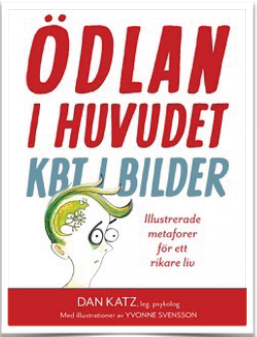 ÖDLAN
I HUVUDET
KBT I BILDER
Illustrerade
metaforer
för ett
rikare liv
DAN KATZ, leg. psykolog
Med illustrationer av YVONNE SVENSSON